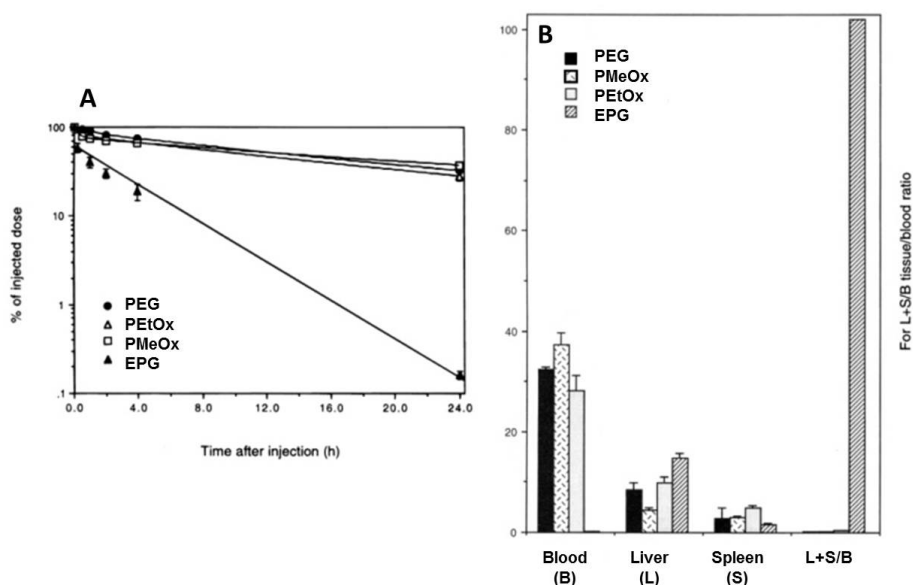 A
% of injected dose
100
10
1
.1
PEG
PEtOx
PMeOx
EPG
0.0 4.0 8.0 12.0 16.0 20.0 24.0
Time after injection (h)
B
PEG
PMeOx
PEtOx
EPG
100
80
60
40
20
0
Blood Liver Spleen L+S/B
(B) (L) (S)
For L+S/B tissue/blood ratio